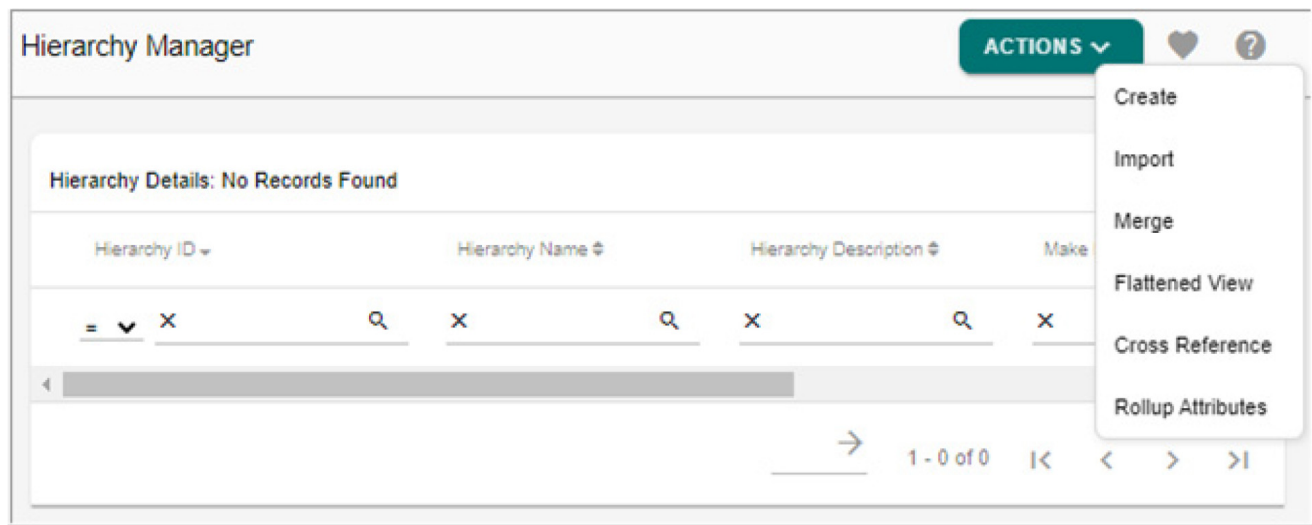 Hierarchy Manager
ACTIONS
Create
Import
Merge
Flattened View
Cross Reference
Rollup Attributes
Hierarchy Details: No Records Found
Hierarchy ID Hierarchy Name Hierarchy Description Make
=
1 - 0 of 0